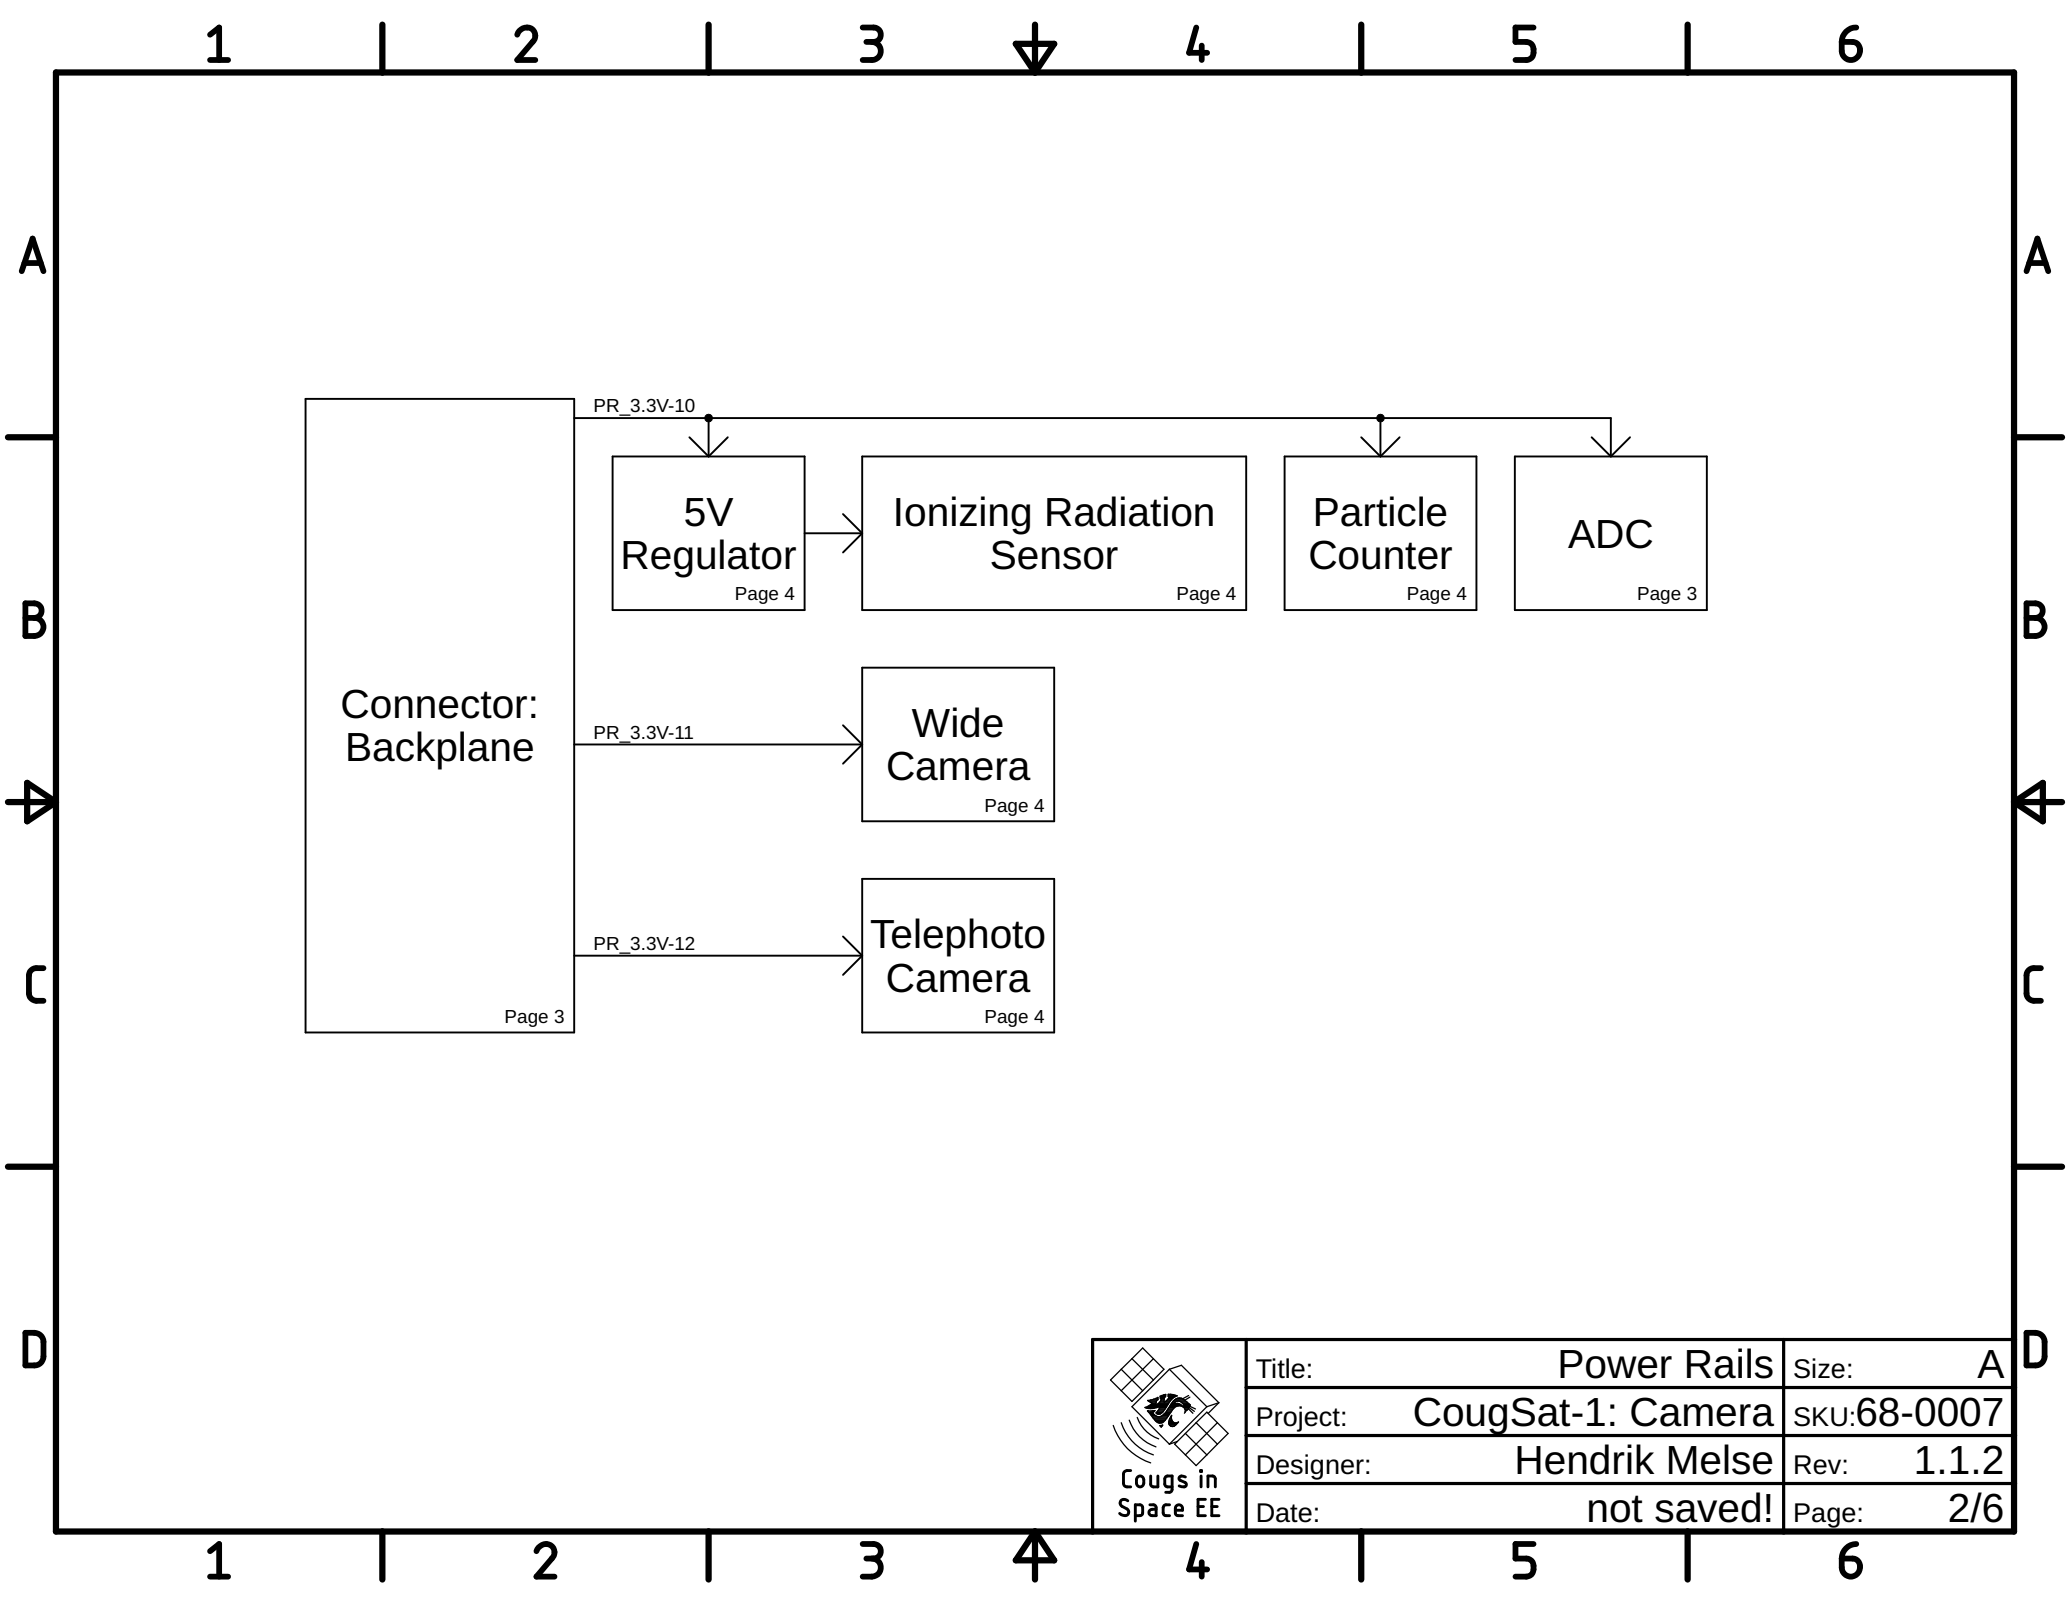 1 2 3 4 5 6
A A
PR_3.3V-10
5V
Regulator
Page 4
Ionizing Radiation
Sensor
Page 4
Particle
Counter
Page 4
ADC
Page 3
B B
Connector:
Backplane
Page 3
PR_3.3V-11
Wide
Camera
Page 4
PR_3.3V-12
Telephoto
Camera
Page 4
C C
D D
Cougs in
Space EE
Title: Power Rails Size: A
Project: CougSat-1: Camera SKU:68-0007
Designer: Hendrik Melse Rev: 1.1.2
Date: not saved! Page: 2/6
1 2 3 4 5 6